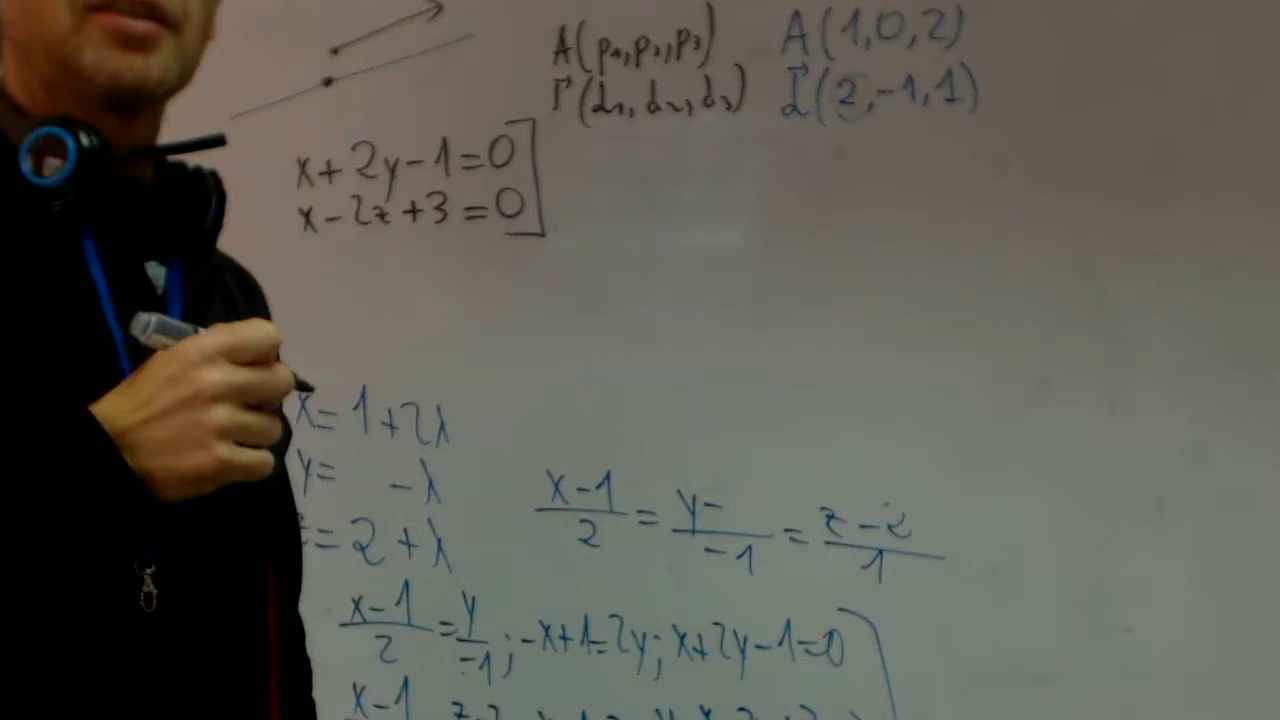 A(p₁,p₂,p₃) A(1,0,2)
r⃗(d₁,d₂,d₃) d⃗(2,-1,1)
x+2y-1=0
x-2z+3=0
x=1+2λ
y= -λ
z=2+λ
x-1/2 = y-/-1 = z-2/1
x-1/2 = y/-1; -x+1=2y; x+2y-1=0
x-1